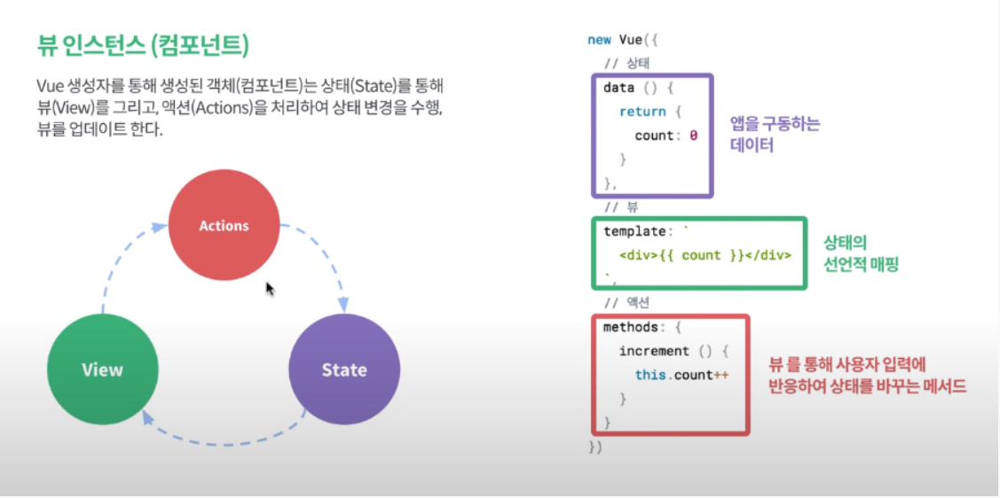 뷰 인스턴스 (컴포넌트)
Vue 생성자를 통해 생성된 객체(컴포넌트)는 상태(State)를 통해
뷰(View)를 그리고, 액션(Actions)을 처리하여 상태 변경을 수행,
뷰를 업데이트 한다.
Actions
View
State
new Vue({
// 상태
data () {
return {
count: 0
}
},
앱을 구동하는
데이터
// 뷰
template: `
<div>{{ count }}</div>
`,
상태의
선언적 매핑
// 액션
methods: {
increment () {
this.count++
}
}
뷰 를 통해 사용자 입력에
반응하여 상태를 바꾸는 메서드
})